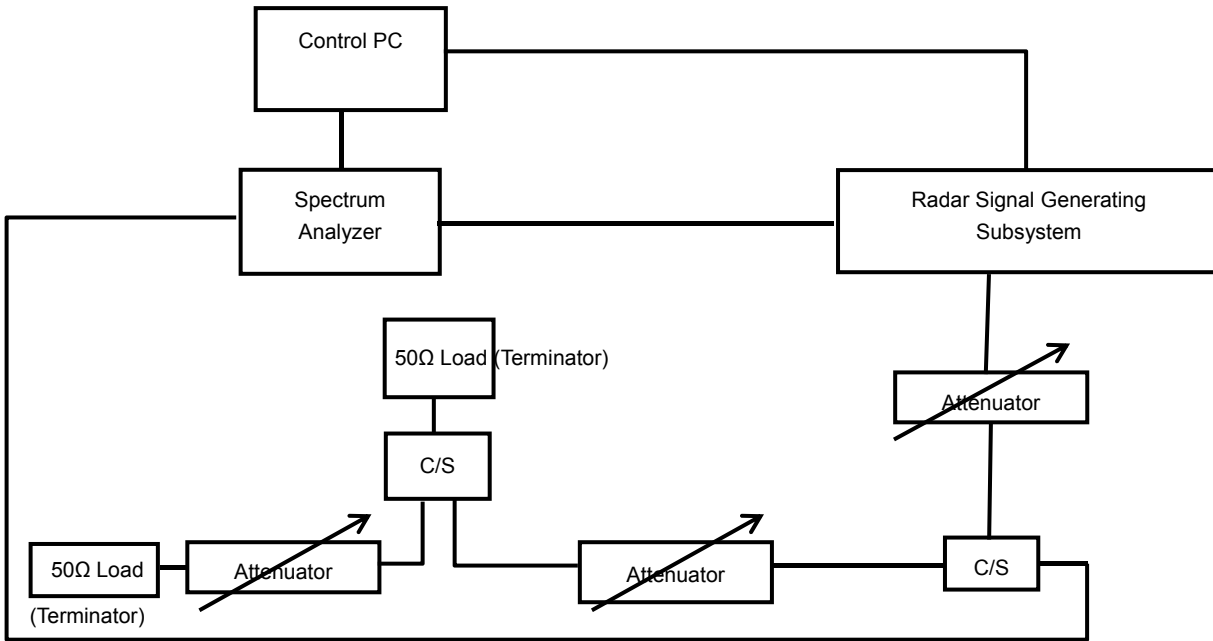 Control PC
Spectrum
Analyzer
Radar Signal Generating
Subsystem
50Ω Load (Terminator)
Attenuator
C/S
50Ω Load
(Terminator)
Attenuator
Attenuator
C/S